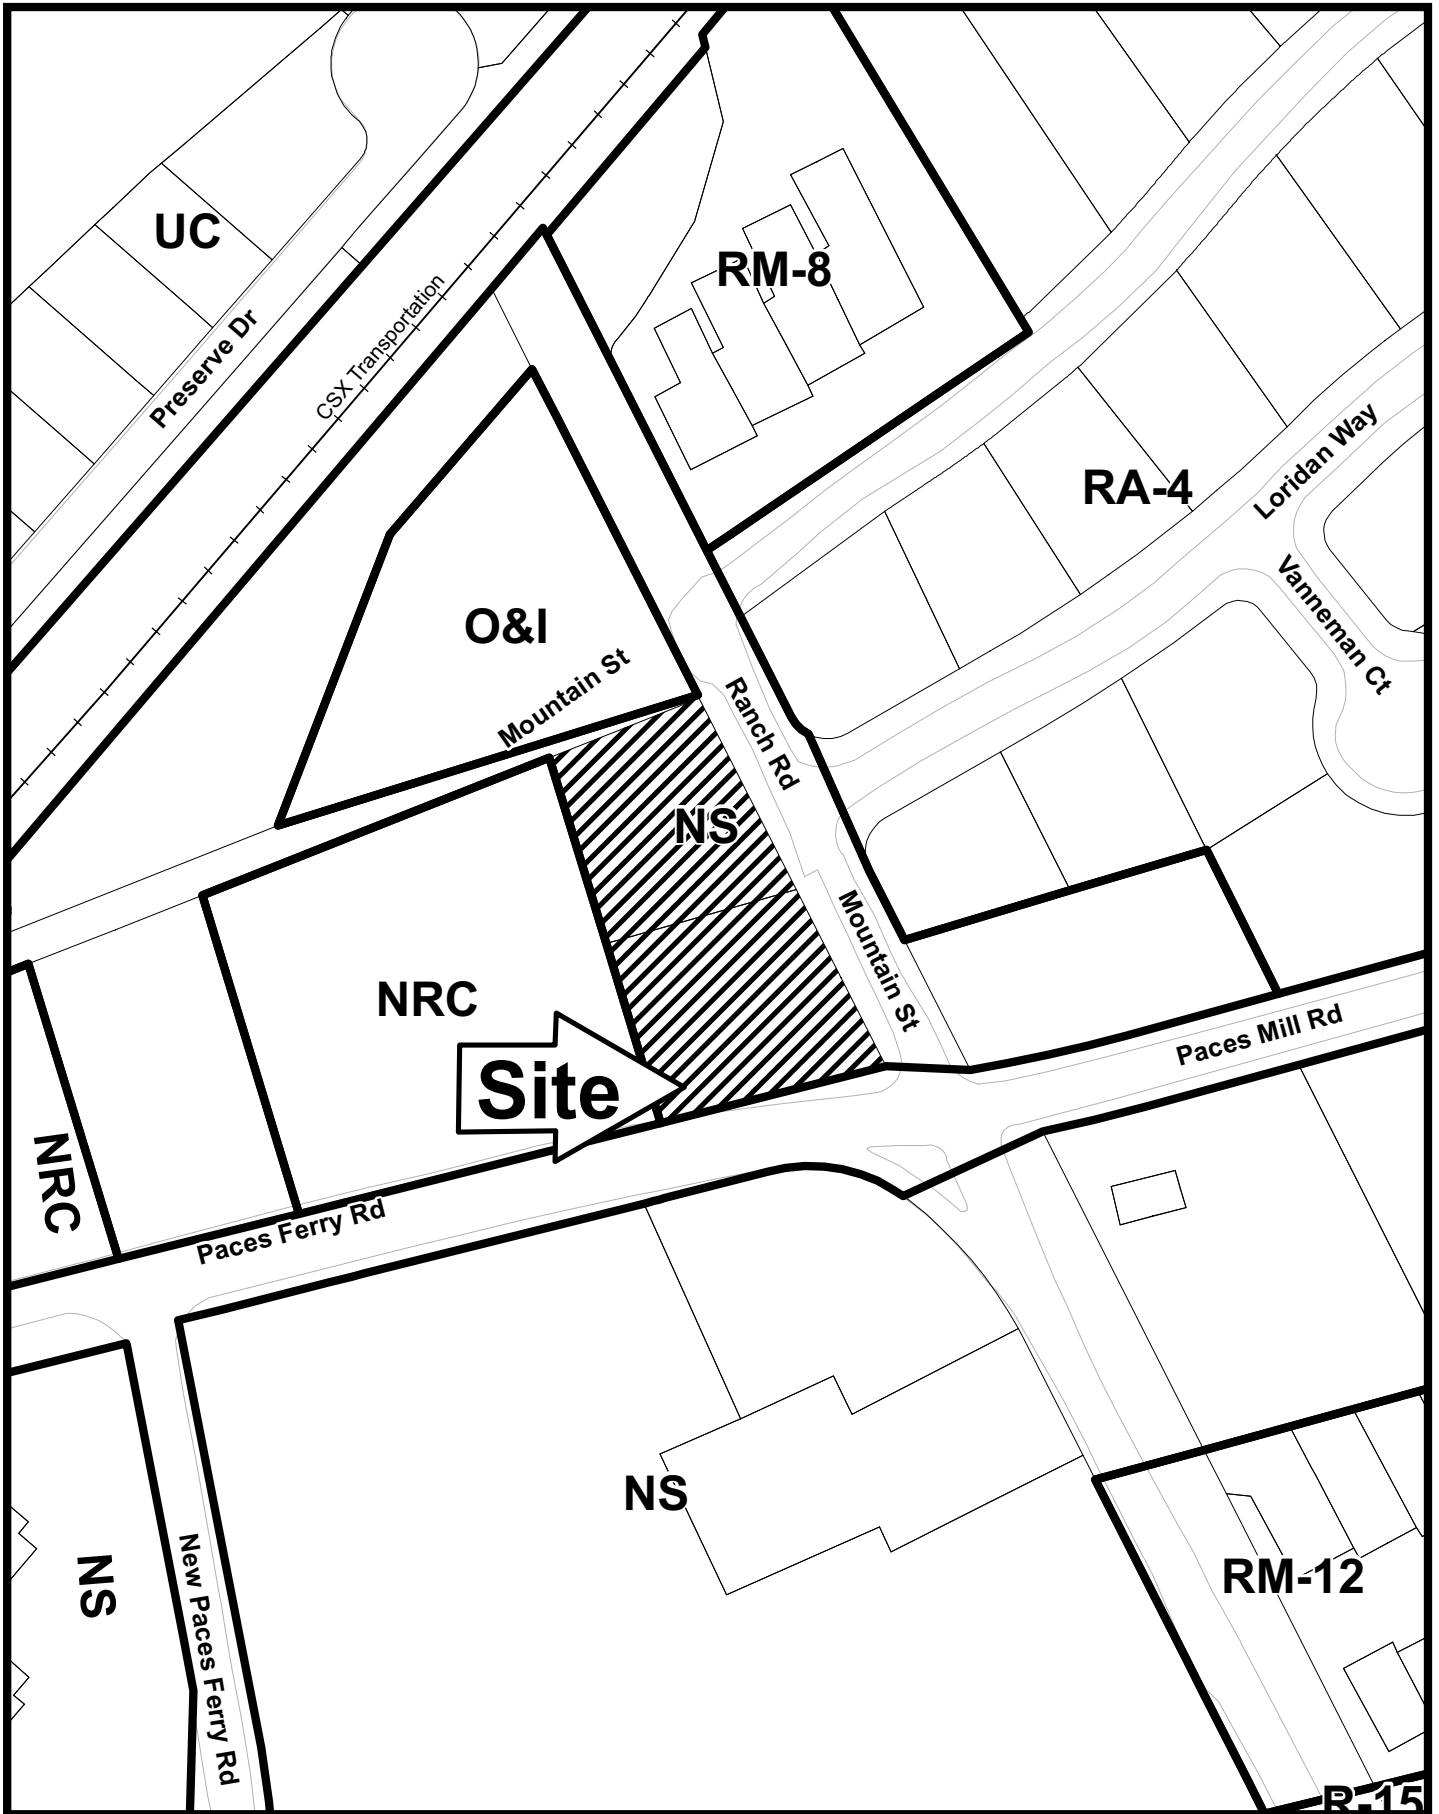 UC
RM-8
Preserve Dr
CSX Transportation
RA-4
Loridan Way
Vanneman Ct
O&I
Mountain St
Ranch Rd
NS
Mountain St
NRC
Paces Mill Rd
Site
NRC
Paces Ferry Rd
NS
NS
New Paces Ferry Rd
RM-12
R-15